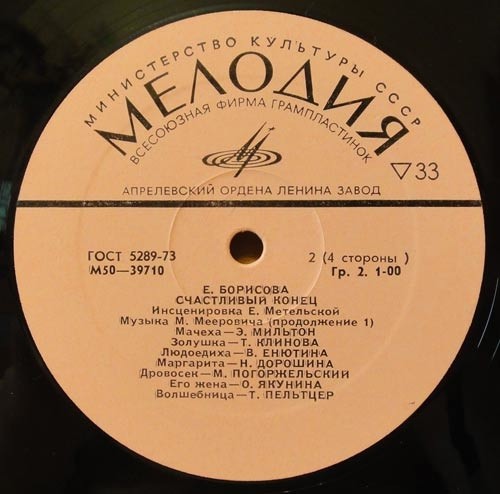 МИНИСТЕРСТВО КУЛЬТУРЫ СССР
МЕЛОДИЯ
ВСЕСОЮЗНАЯ ФИРМА ГРАМПЛАСТИНОК
▽33
АПРЕЛЕВСКИЙ ОРДЕНА ЛЕНИНА ЗАВОД
ГОСТ 5289-73
М50—39710
2 (4 стороны )
Гр. 2. 1-00
Е. БОРИСОВА
СЧАСТЛИВЫЙ КОНЕЦ
Инсценировка Е. Метельской
Музыка М. Мееровича (продолжение 1)
Мачеха—Э. МИЛЬТОН
Золушка—Т. КЛИНОВА
Людоедиха—В. ЕНЮТИНА
Маргарита—Н. ДОРОШИНА
Дровосек—М. ПОГОРЖЕЛЬСКИЙ
Его жена—О. ЯКУНИНА
Волшебница—Т. ПЕЛЬТЦЕР